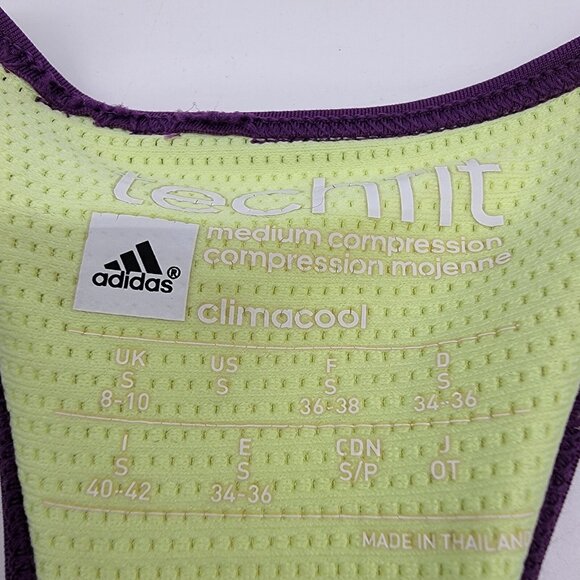 techfit
adidas®
medium compression
compression mojenne
climacool
UK US F D
S S S S
8-10 36-38 34-36
I E CDN J
S S S/P OT
40-42 34-36
MADE IN THAILAND